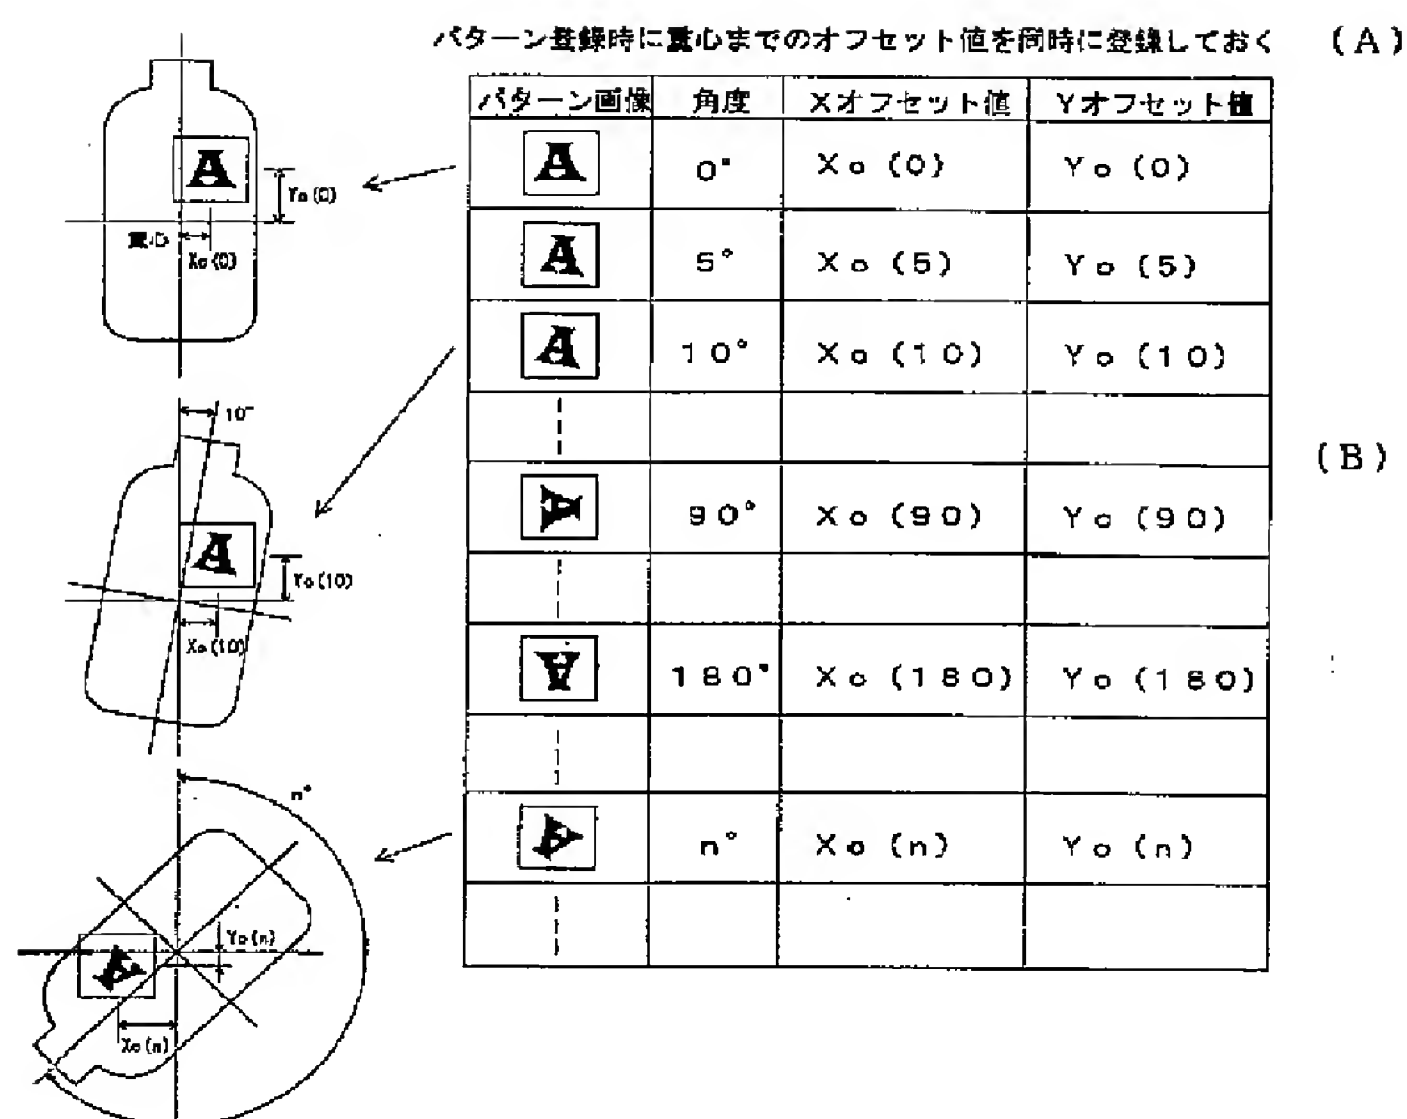 パターン登録時に重心までのオフセット値を同時に登録しておく (A)
パターン画像 角度 Xオフセット値 Yオフセット値
A 0° Xo (0) Yo (0)
A 5° Xo (5) Yo (5)
A 10° Xo (10) Yo (10)
A 90° Xo (90) Yo (90)
A 180° Xo (180) Yo (180)
A n° Xo (n) Yo (n)
(B)
A
Yo (0)
重心
Xo (0)
10°
A
Yo (10)
Xo (10)
n°
Yo (n)
A
Xo (n)